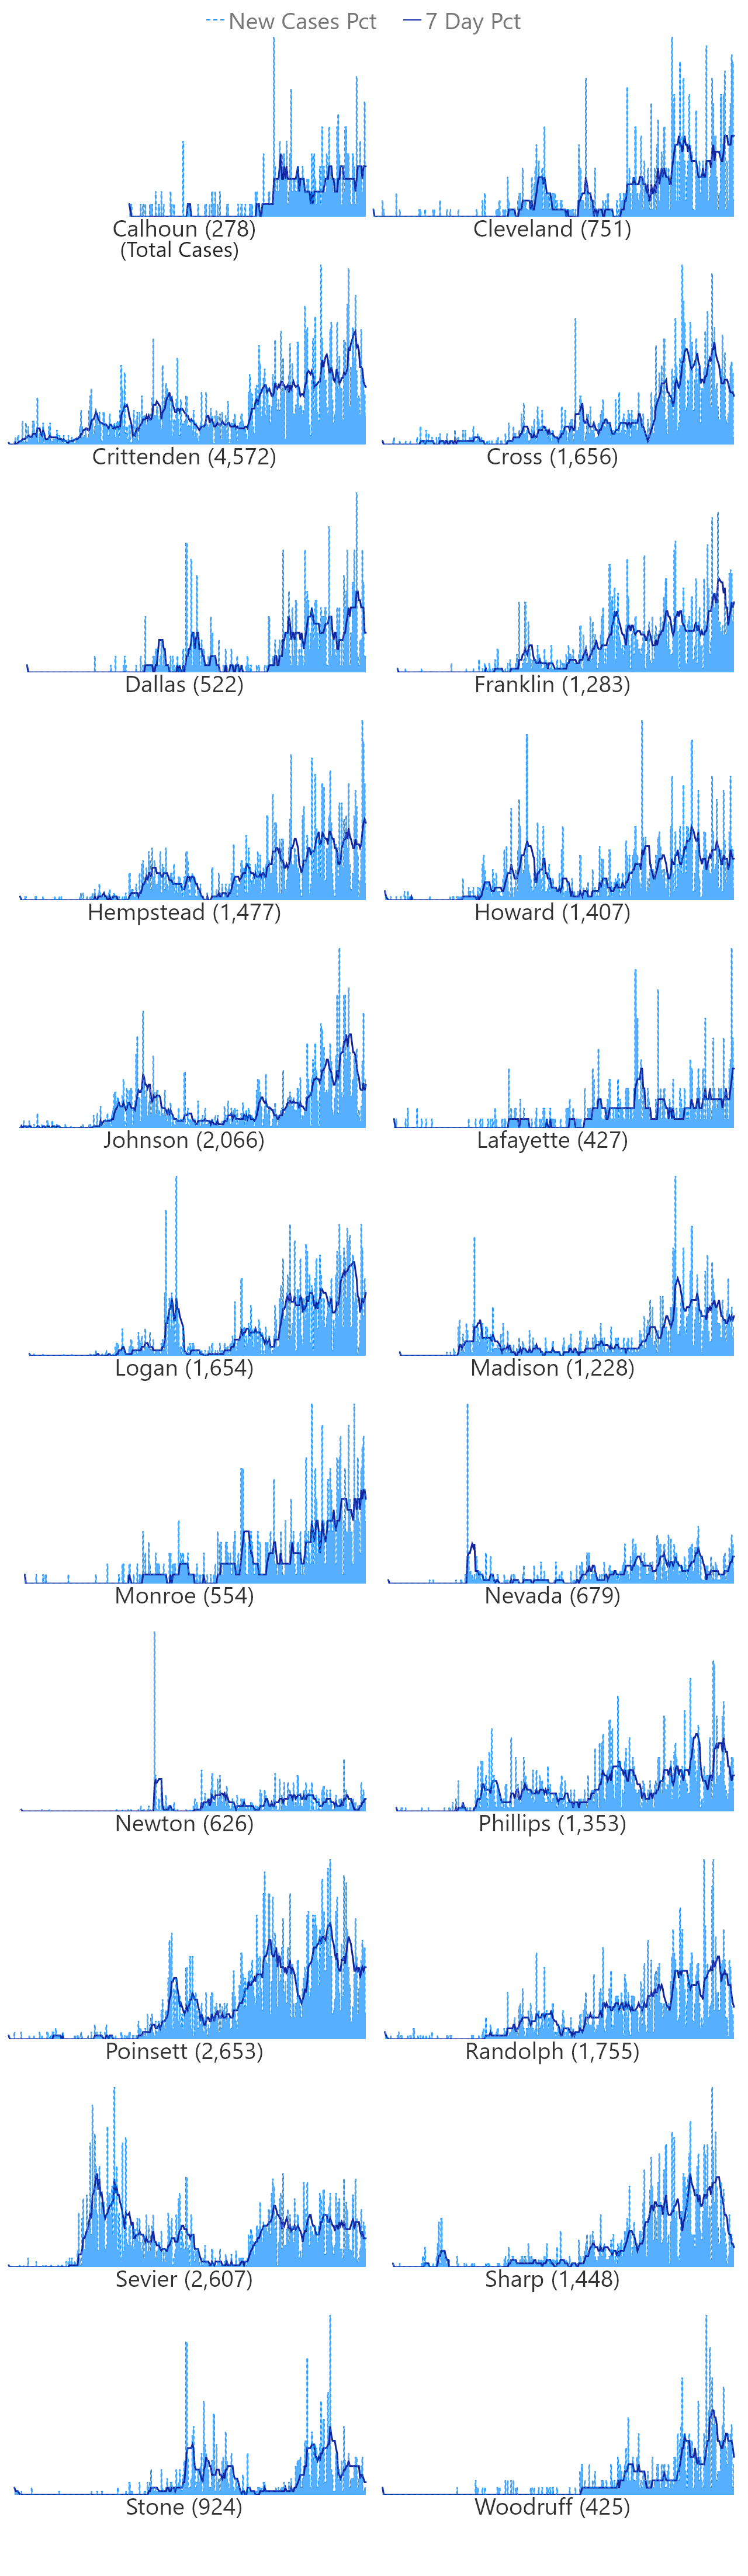 New Cases Pct 7 Day Pct
Calhoun (278) Cleveland (751)
(Total Cases)
Crittenden (4,572) Cross (1,656)
Dallas (522) Franklin (1,283)
Hempstead (1,477) Howard (1,407)
Johnson (2,066) Lafayette (427)
Logan (1,654) Madison (1,228)
Monroe (554) Nevada (679)
Newton (626) Phillips (1,353)
Poinsett (2,653) Randolph (1,755)
Sevier (2,607) Sharp (1,448)
Stone (924) Woodruff (425)